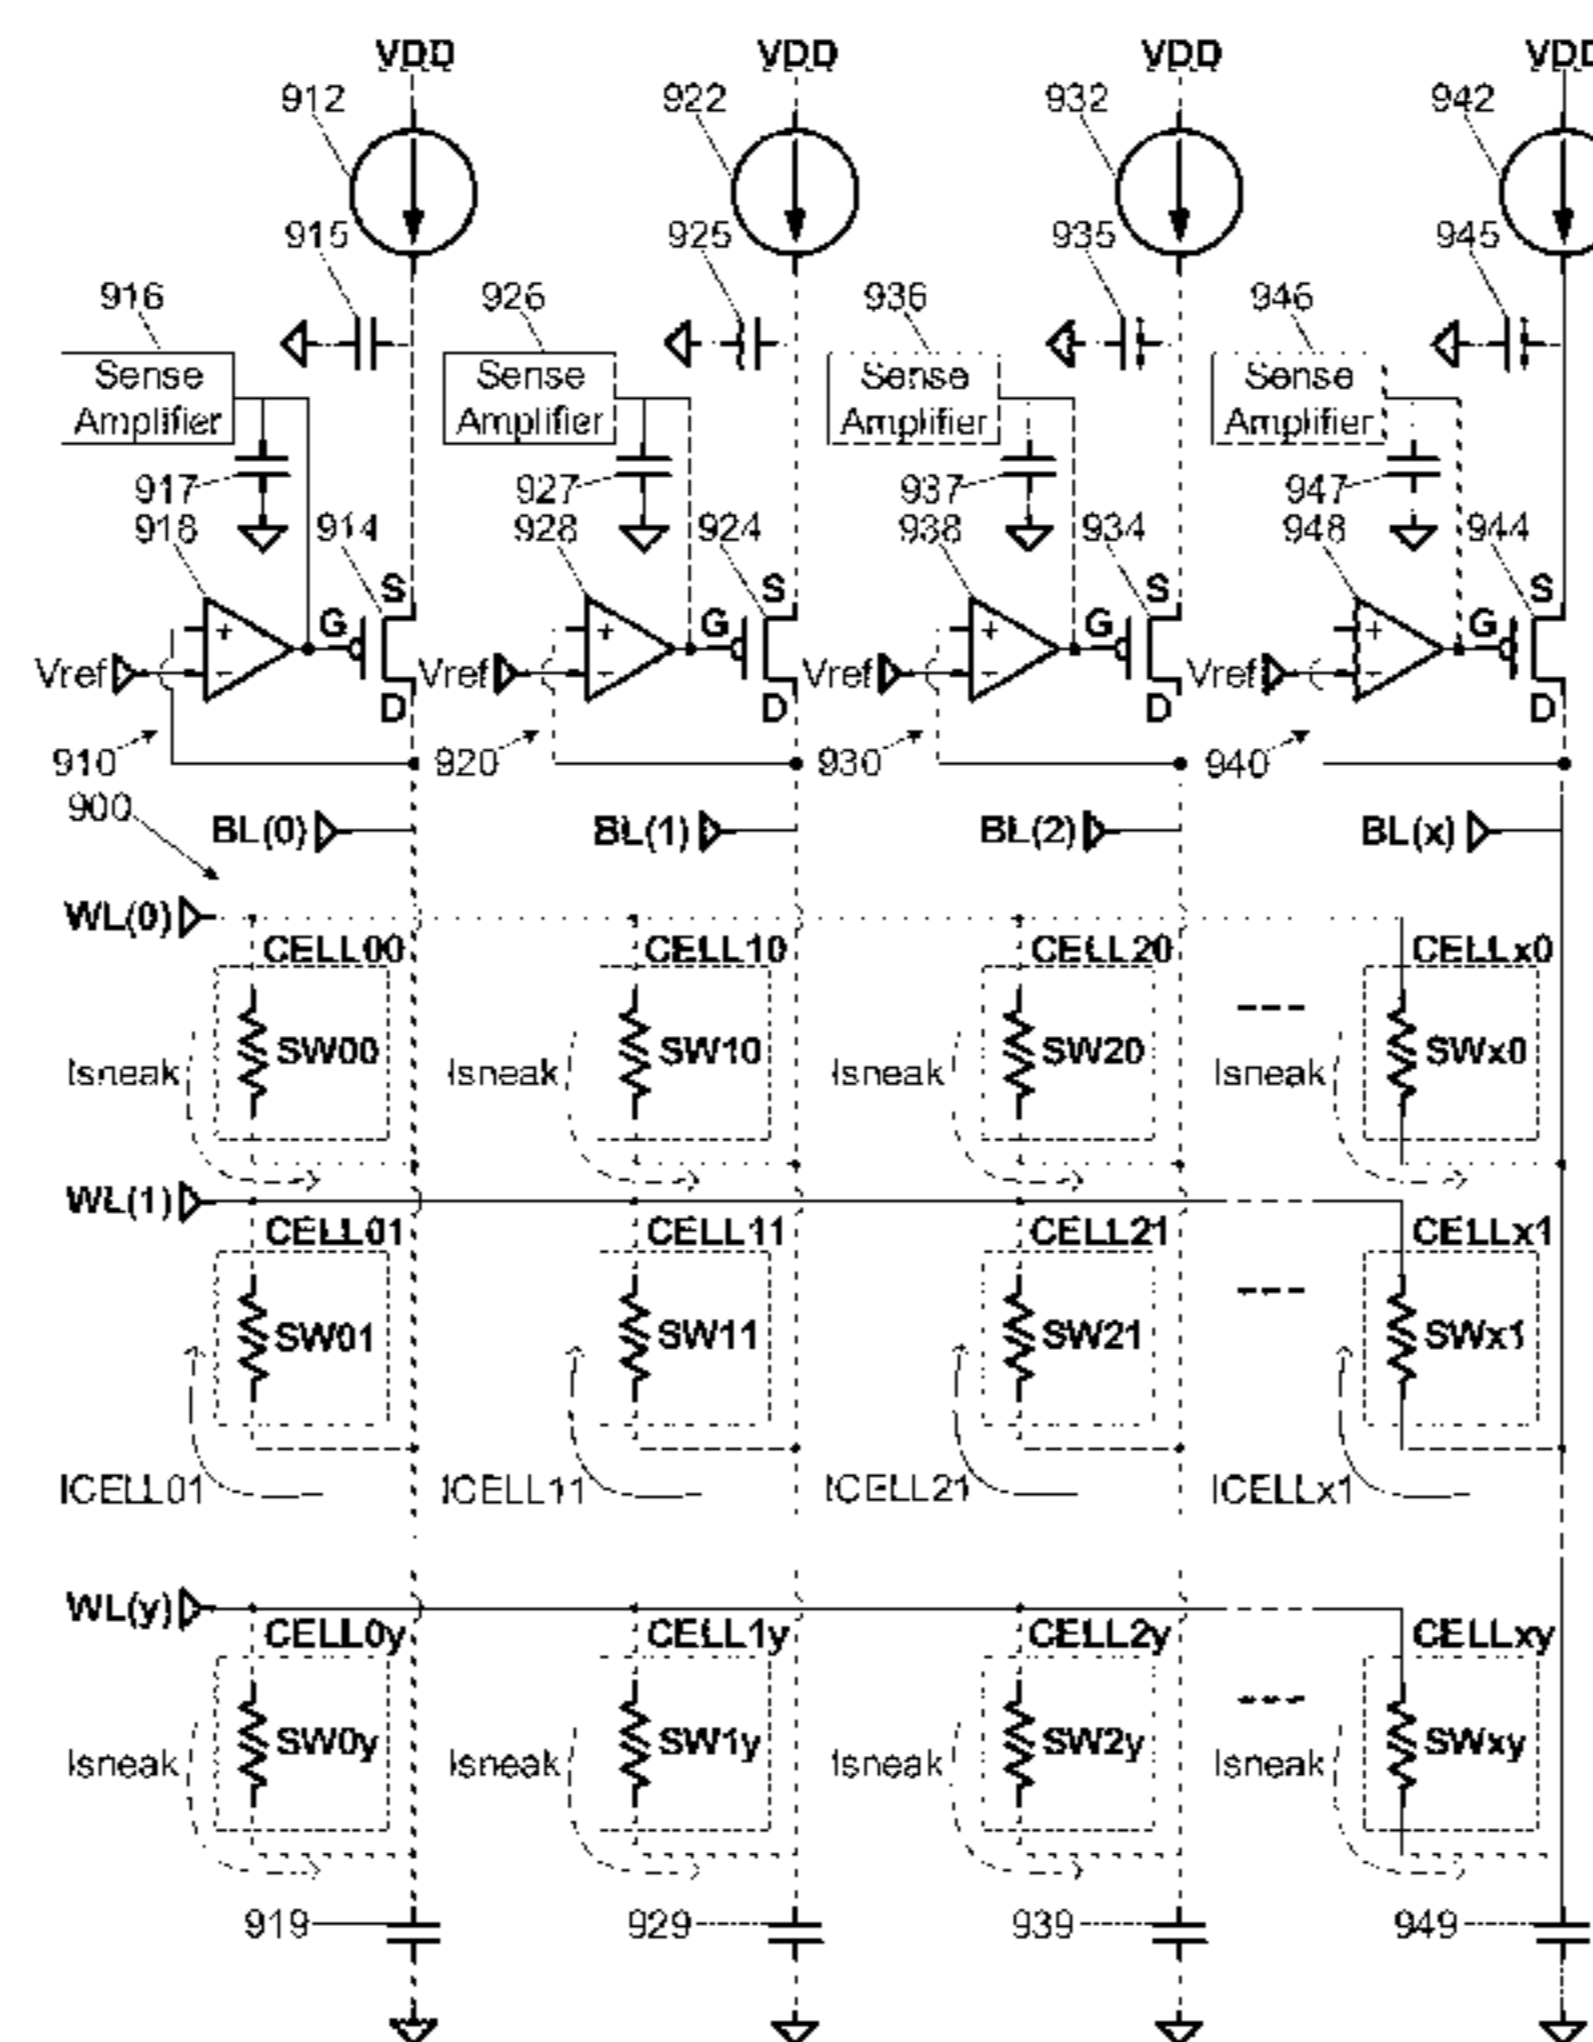 VDD VDD VDD VDD
912 922 932 942
915 925 935 945
916 926 936 946
Sense Amplifier Sense Amplifier Sense Amplifier Sense Amplifier
917 927 937 947
918 914 928 924 938 934 948 944
S S S S
+ G + G + G + G
Vref - Vref - Vref - Vref -
D D D D
910 920 930 940
900
BL(0) BL(1) BL(2) BL(x)
WL(0)
CELL00 CELL10 CELL20 CELLx0
SW00 SW10 SW20 SWx0
Isneak Isneak Isneak Isneak
WL(1)
CELL01 CELL11 CELL21 CELLx1
SW01 SW11 SW21 SWx1
ICELL01 ICELL11 ICELL21 ICELLx1
WL(y)
CELL0y CELL1y CELL2y CELLxy
SW0y SW1y SW2y SWxy
Isneak Isneak Isneak Isneak
919 929 939 949